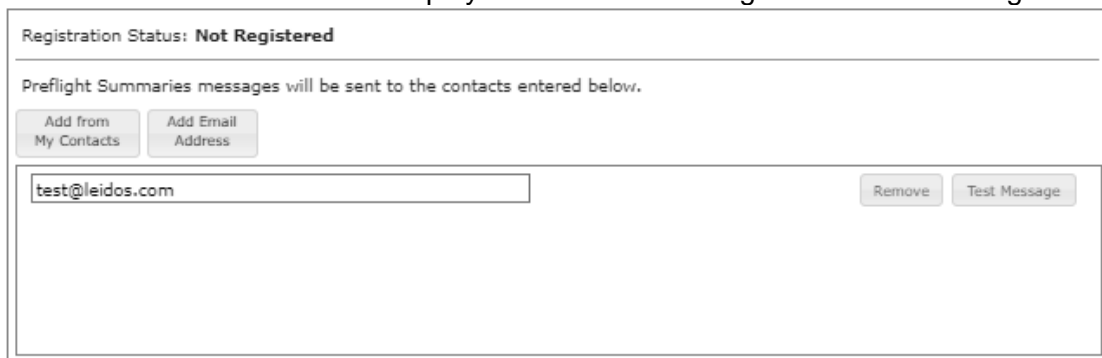 Registration Status: Not Registered
Preflight Summaries messages will be sent to the contacts entered below.
Add from
My Contacts
Add Email
Address
test@leidos.com
Remove
Test Message